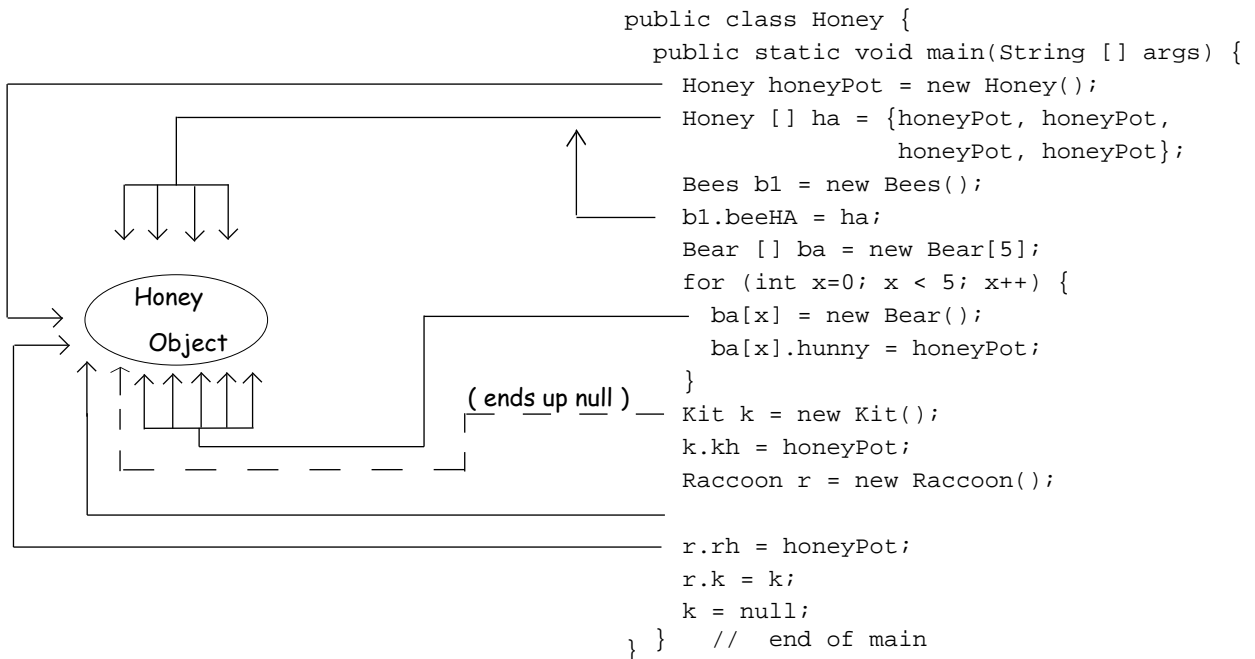 public class Honey {
public static void main(String [] args) {
Honey honeyPot = new Honey();
Honey [] ha = {honeyPot, honeyPot,
honeyPot, honeyPot};
Bees b1 = new Bees();
b1.beeHA = ha;
Bear [] ba = new Bear[5];
for (int x=0; x < 5; x++) {
ba[x] = new Bear();
ba[x].hunny = honeyPot;
}
Kit k = new Kit();
k.kh = honeyPot;
Raccoon r = new Raccoon();
r.rh = honeyPot;
r.k = k;
k = null;
} // end of main
}
Honey
Object
( ends up null )